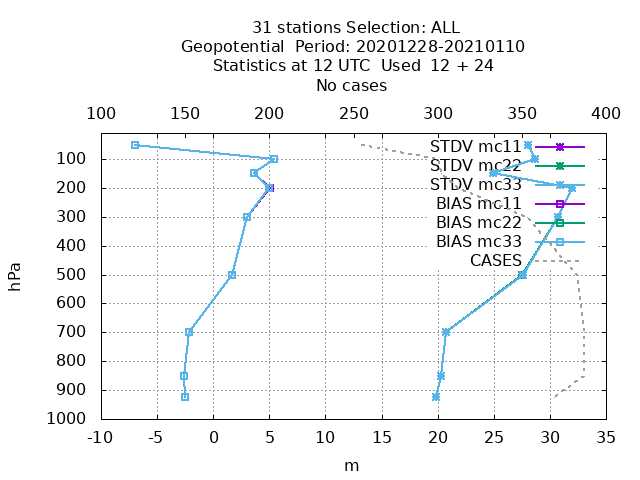 31 stations Selection: ALL
Geopotential  Period: 20201228-20210110
Statistics at 12 UTC  Used  12 + 24
No cases
100 150 200 250 300 350 400
STDV mc11
STDV mc22
STDV mc33
BIAS mc11
BIAS mc22
BIAS mc33
CASES
hPa
100
200
300
400
500
600
700
800
900
1000
-10 -5 0 5 10 15 20 25 30 35
m